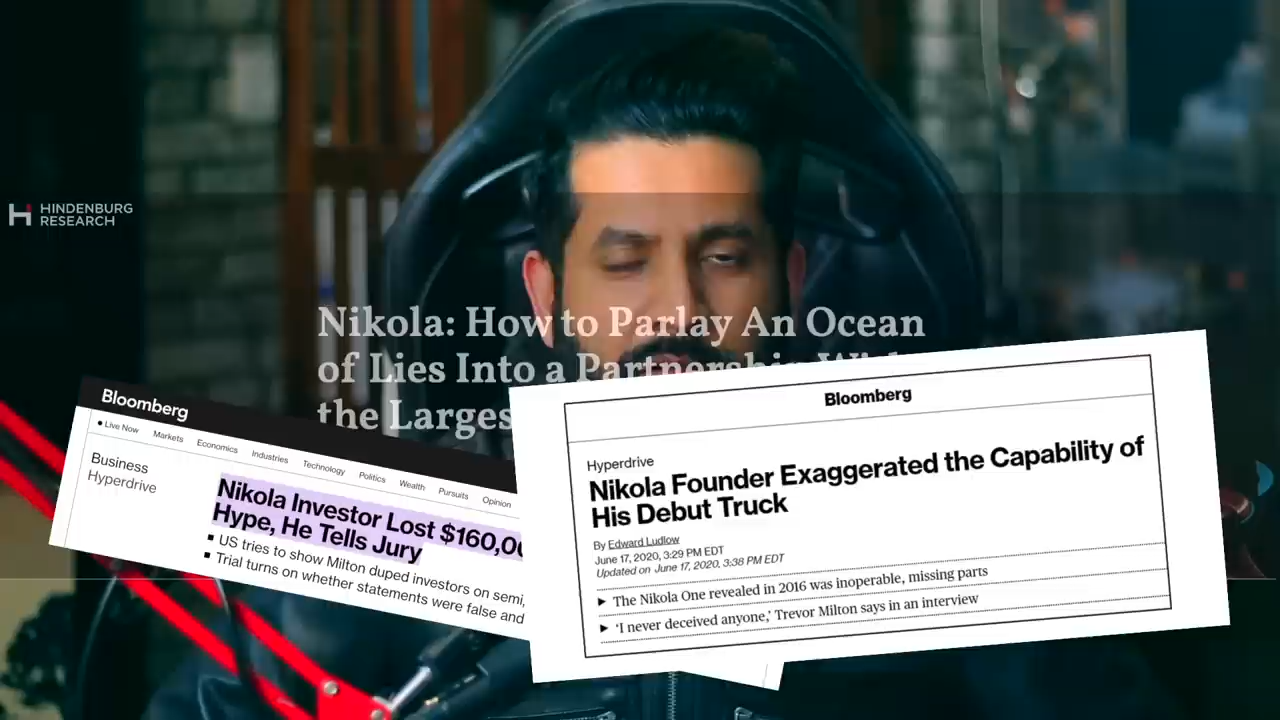 HINDENBURG
RESEARCH
Nikola: How to Parlay An Ocean
of Lies Into a Partnership
the Larges
Bloomberg
Live Now Markets Economics Industries Technology Politics Wealth Pursuits Opinion
Business
Hyperdrive
Nikola Investor Lost $160,0
Hype, He Tells Jury
▪ US tries to show Milton duped investors on semi,
▪ Trial turns on whether statements were false and
Bloomberg
Hyperdrive
Nikola Founder Exaggerated the Capability of
His Debut Truck
By Edward Ludlow
June 17, 2020, 3:29 PM EDT
Updated on June 17, 2020, 3:38 PM EDT
► The Nikola One revealed in 2016 was inoperable, missing parts
► ‘I never deceived anyone,’ Trevor Milton says in an interview